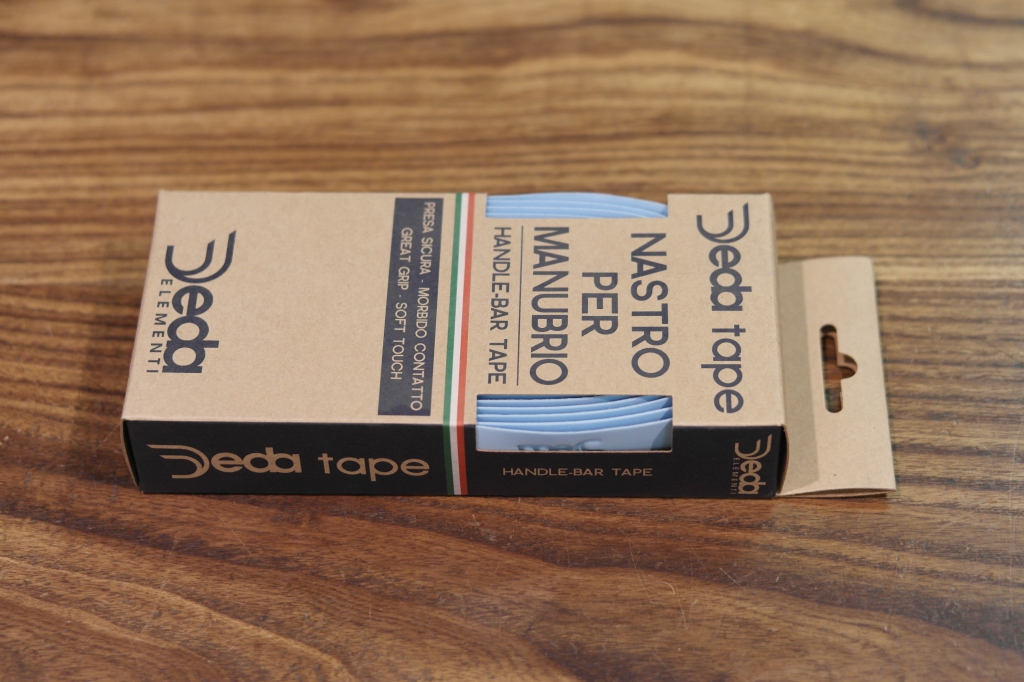 Deda tape
NASTRO
PER
MANUBRIO
HANDLE-BAR TAPE
PRESA SICURA · MORBIDO CONTATTO
GREAT GRIP · SOFT TOUCH
Deda
ELEMENTI
Deda tape
HANDLE-BAR TAPE
Deda
ELEMENTI